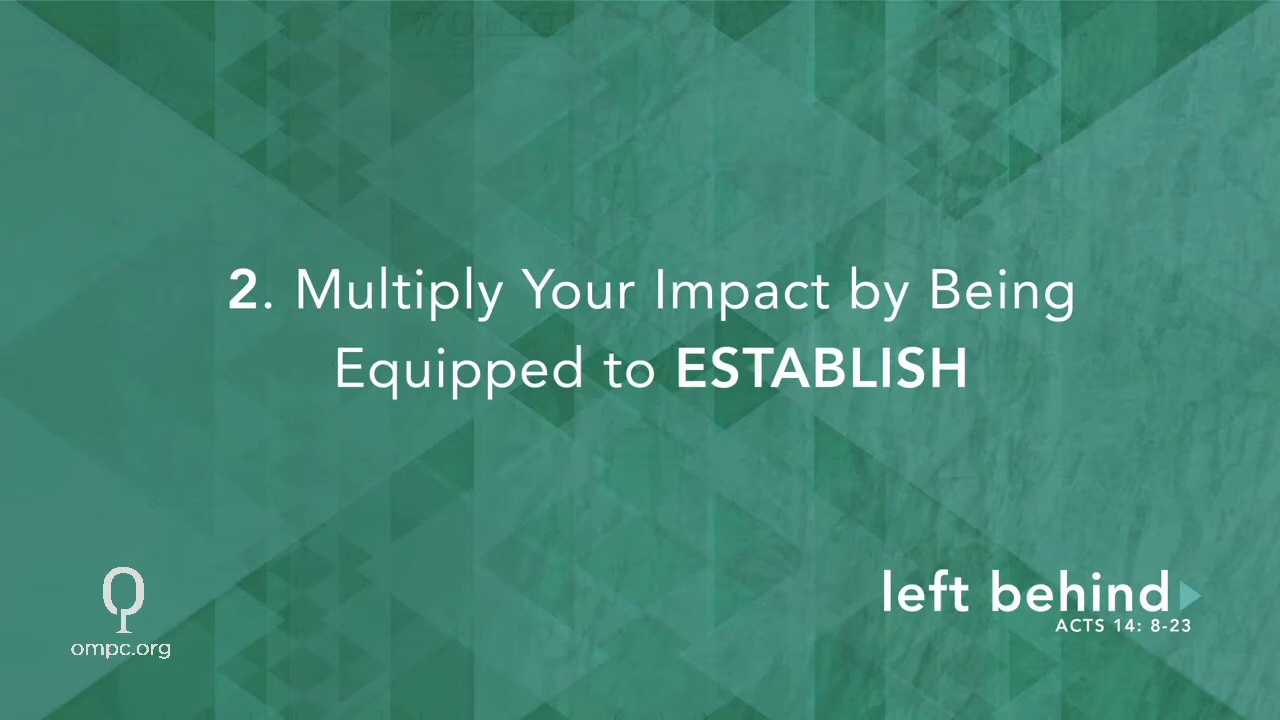 2. Multiply Your Impact by Being
Equipped to ESTABLISH
left behind
ACTS 14: 8-23
ompc.org